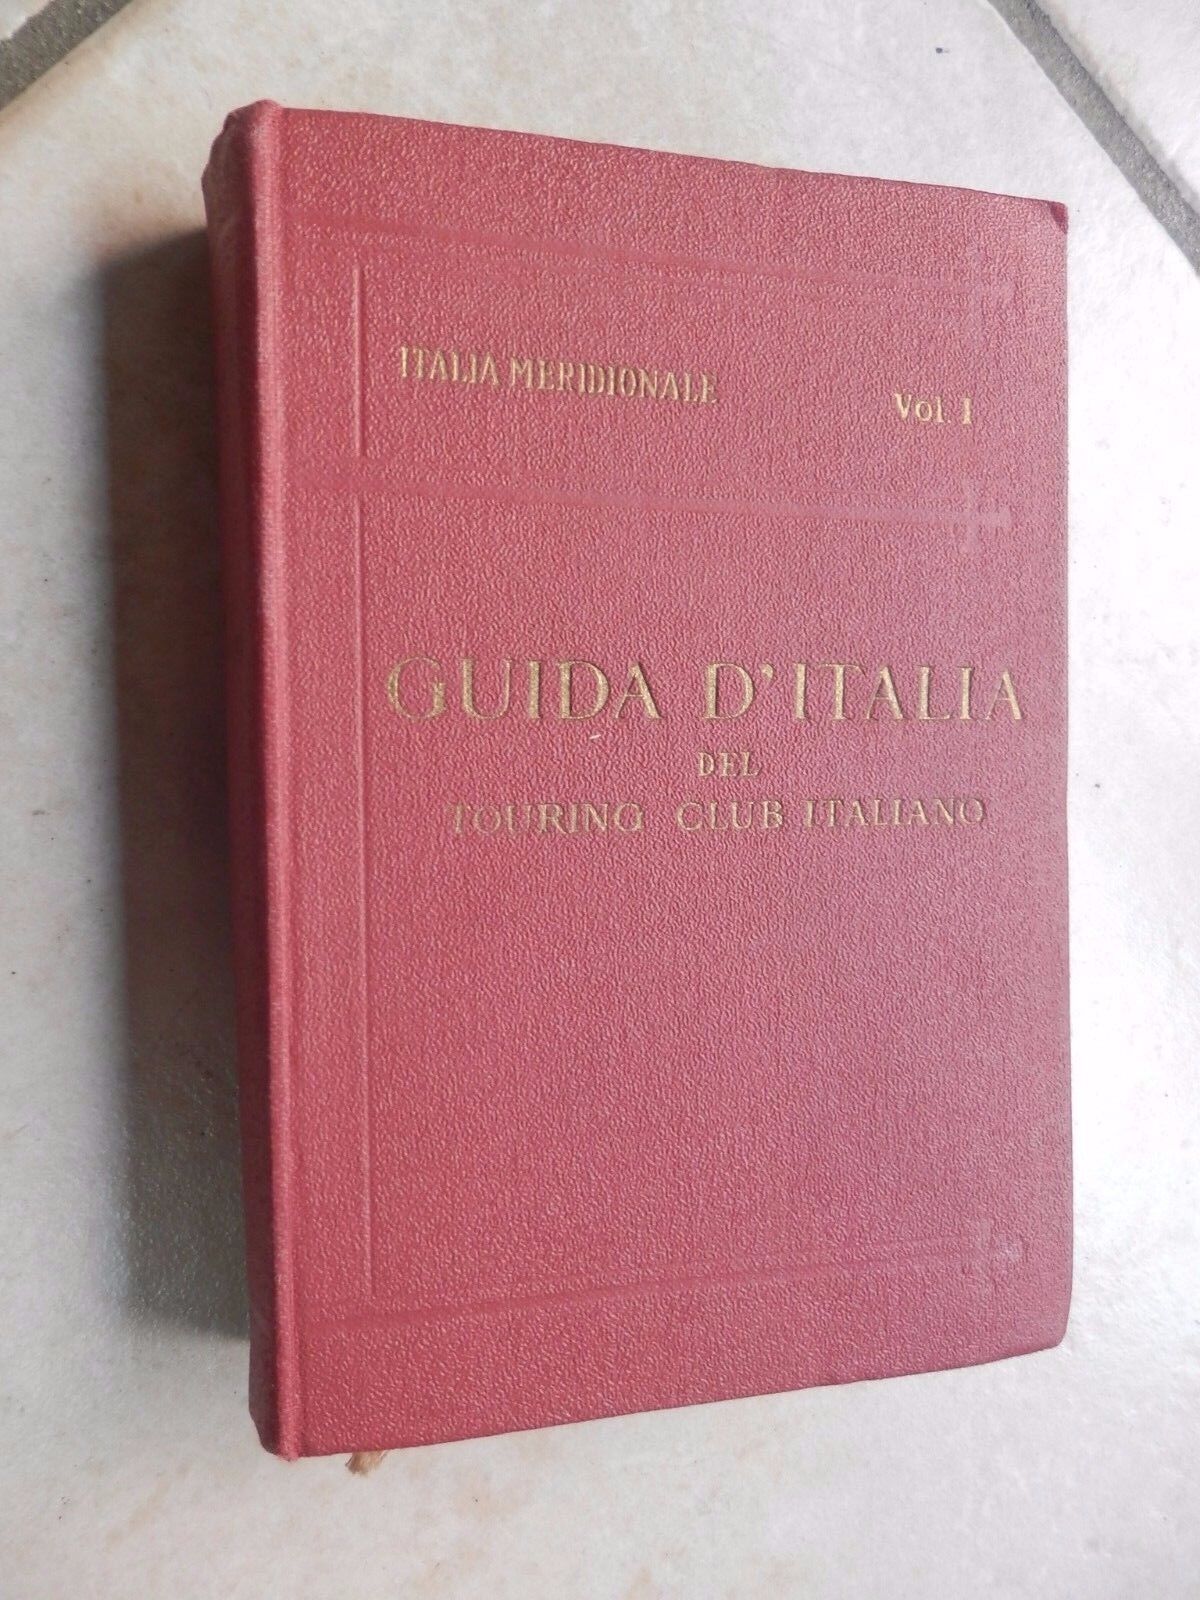 ITALIA MERIDIONALE
Vol. I
GUIDA D'ITALIA
DEL
TOURING CLUB ITALIANO